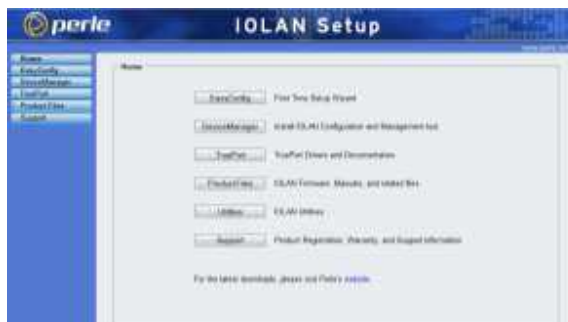 perle
IOLAN Setup
Home
EasyConfig
DeviceManager
TruePort
Product Files
Support
Home
EasyConfig First Time Setup Wizard
DeviceManager Install IOLAN Configuration and Management tool
TruePort TruePort Drivers and Documentation
Product Files IOLAN Firmware, Manuals, and related files
Utilities IOLAN Utilities
Support Product Registration, Warranty, and Support information
For the latest downloads, please visit Perle's website.